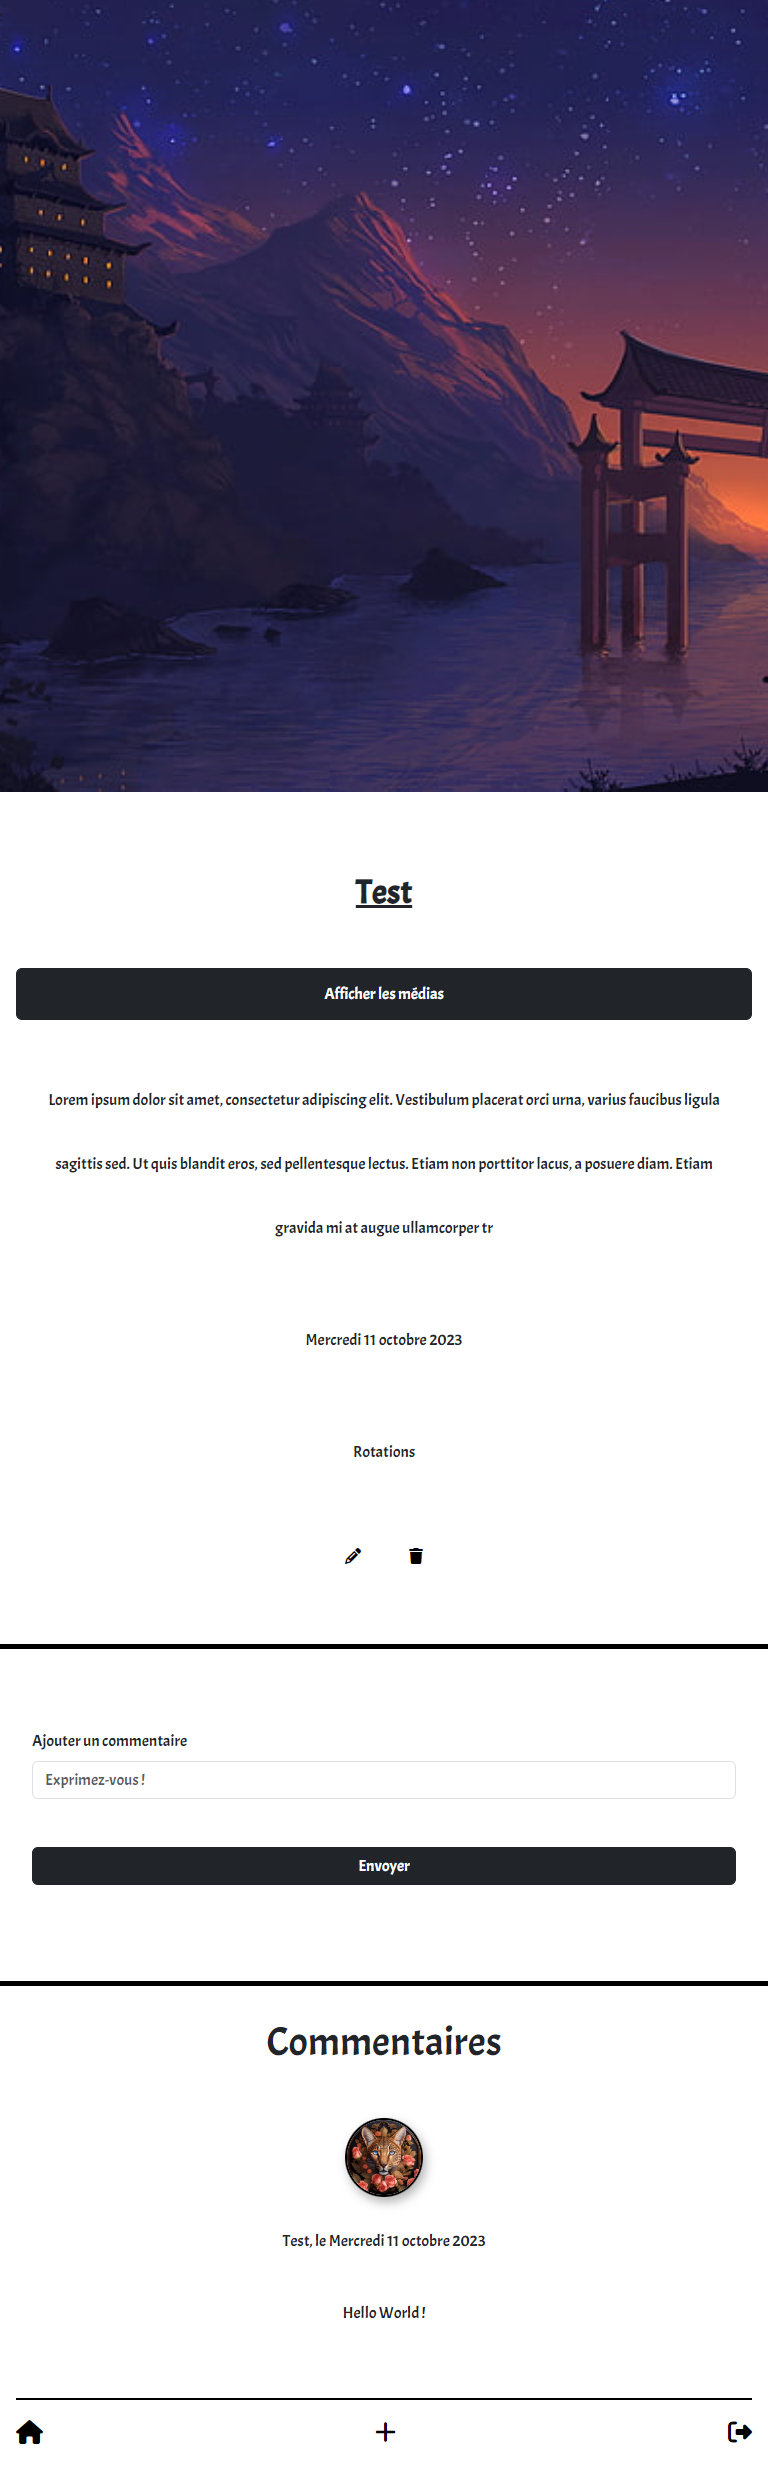 Test
Afficher les médias
Lorem ipsum dolor sit amet, consectetur adipiscing elit. Vestibulum placerat orci urna, varius faucibus ligula
sagittis sed. Ut quis blandit eros, sed pellentesque lectus. Etiam non porttitor lacus, a posuere diam. Etiam
gravida mi at augue ullamcorper tr
Mercredi 11 octobre 2023
Rotations
Ajouter un commentaire
Exprimez-vous !
Envoyer
Commentaires
Test, le Mercredi 11 octobre 2023
Hello World !